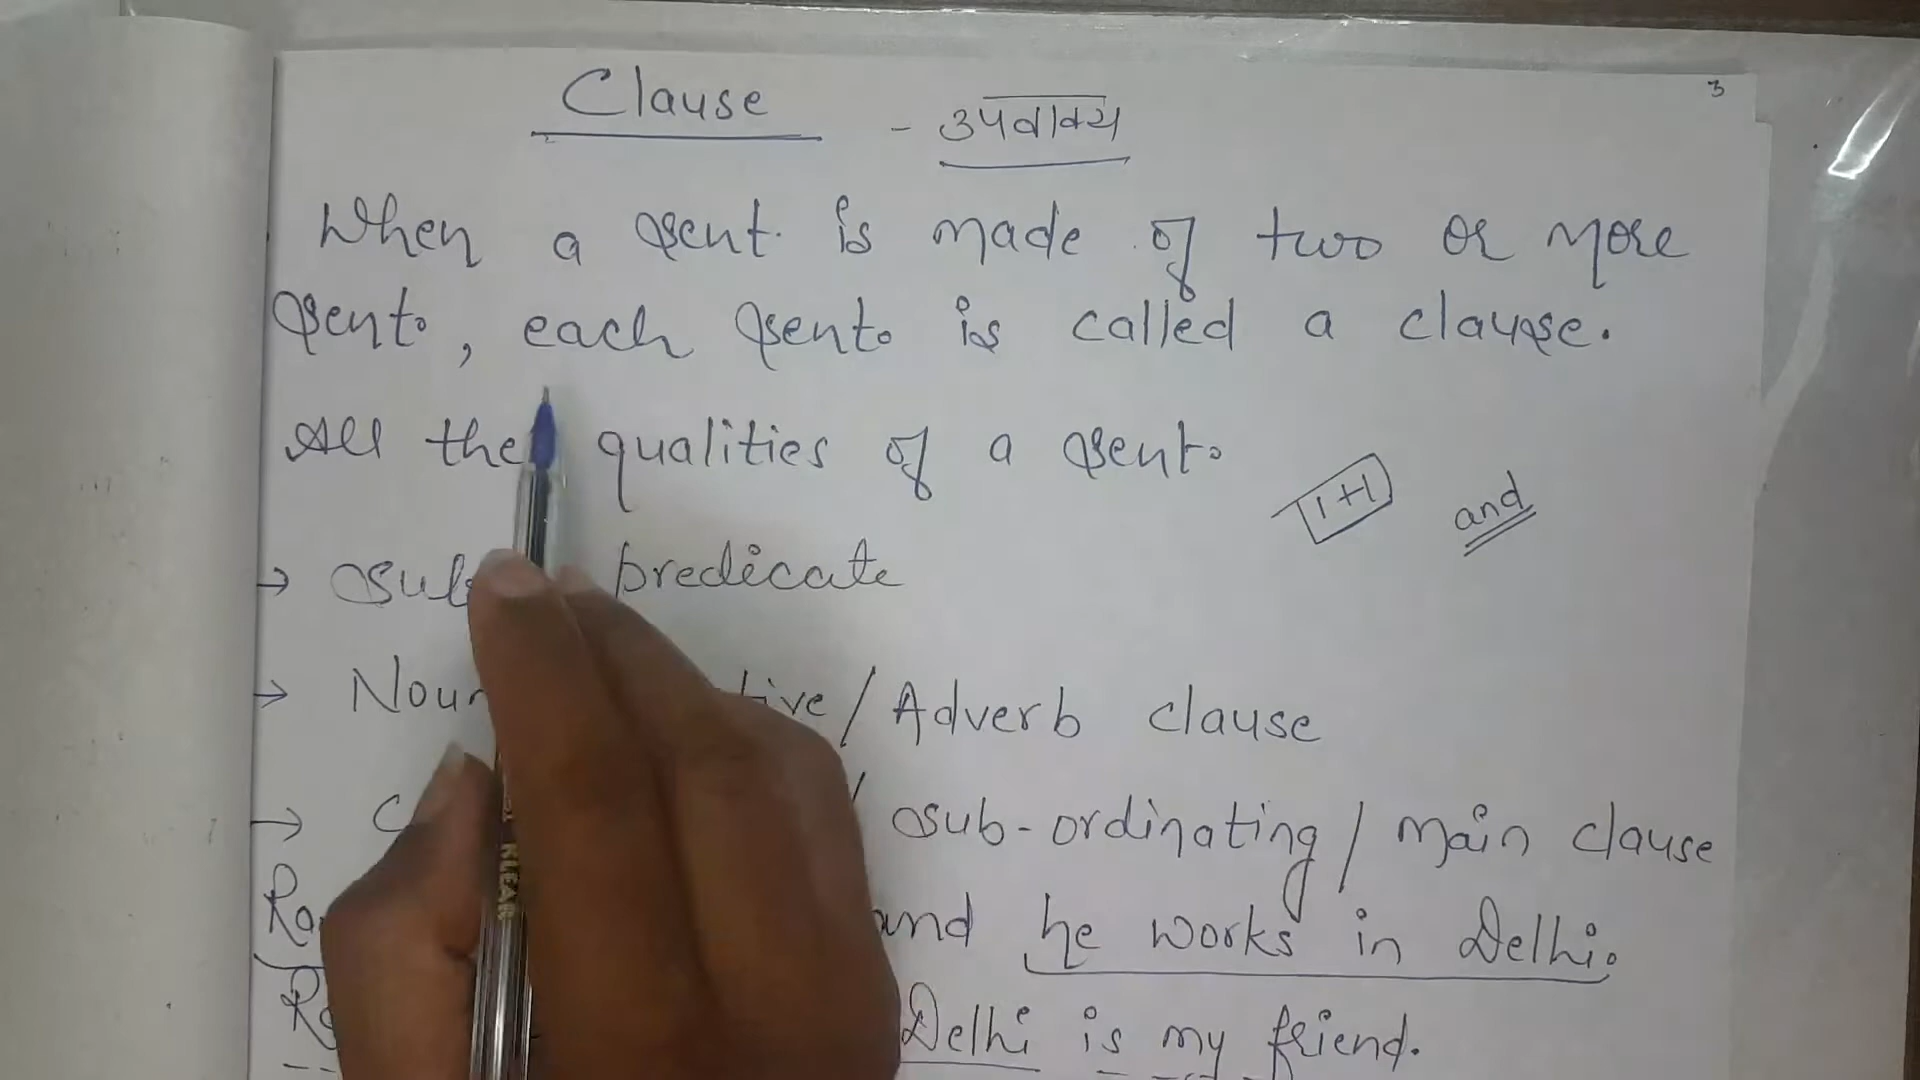 3
Clause - उपवाक्य
When a sent. is made of two or more
sent., each sent. is called a clause.
All the qualities of a sent.
1+1 and
→ predicate
→ Noun / Adverb clause
→ / sub-ordinating / main clause
and he works in Delhi.
Delhi is my friend.
KLEAR